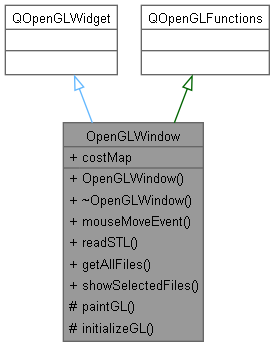 QOpenGLWidget
QOpenGLFunctions
OpenGLWindow
+ costMap
+ OpenGLWindow()
+ ~OpenGLWindow()
+ mouseMoveEvent()
+ readSTL()
+ getAllFiles()
+ showSelectedFiles()
# paintGL()
# initializeGL()